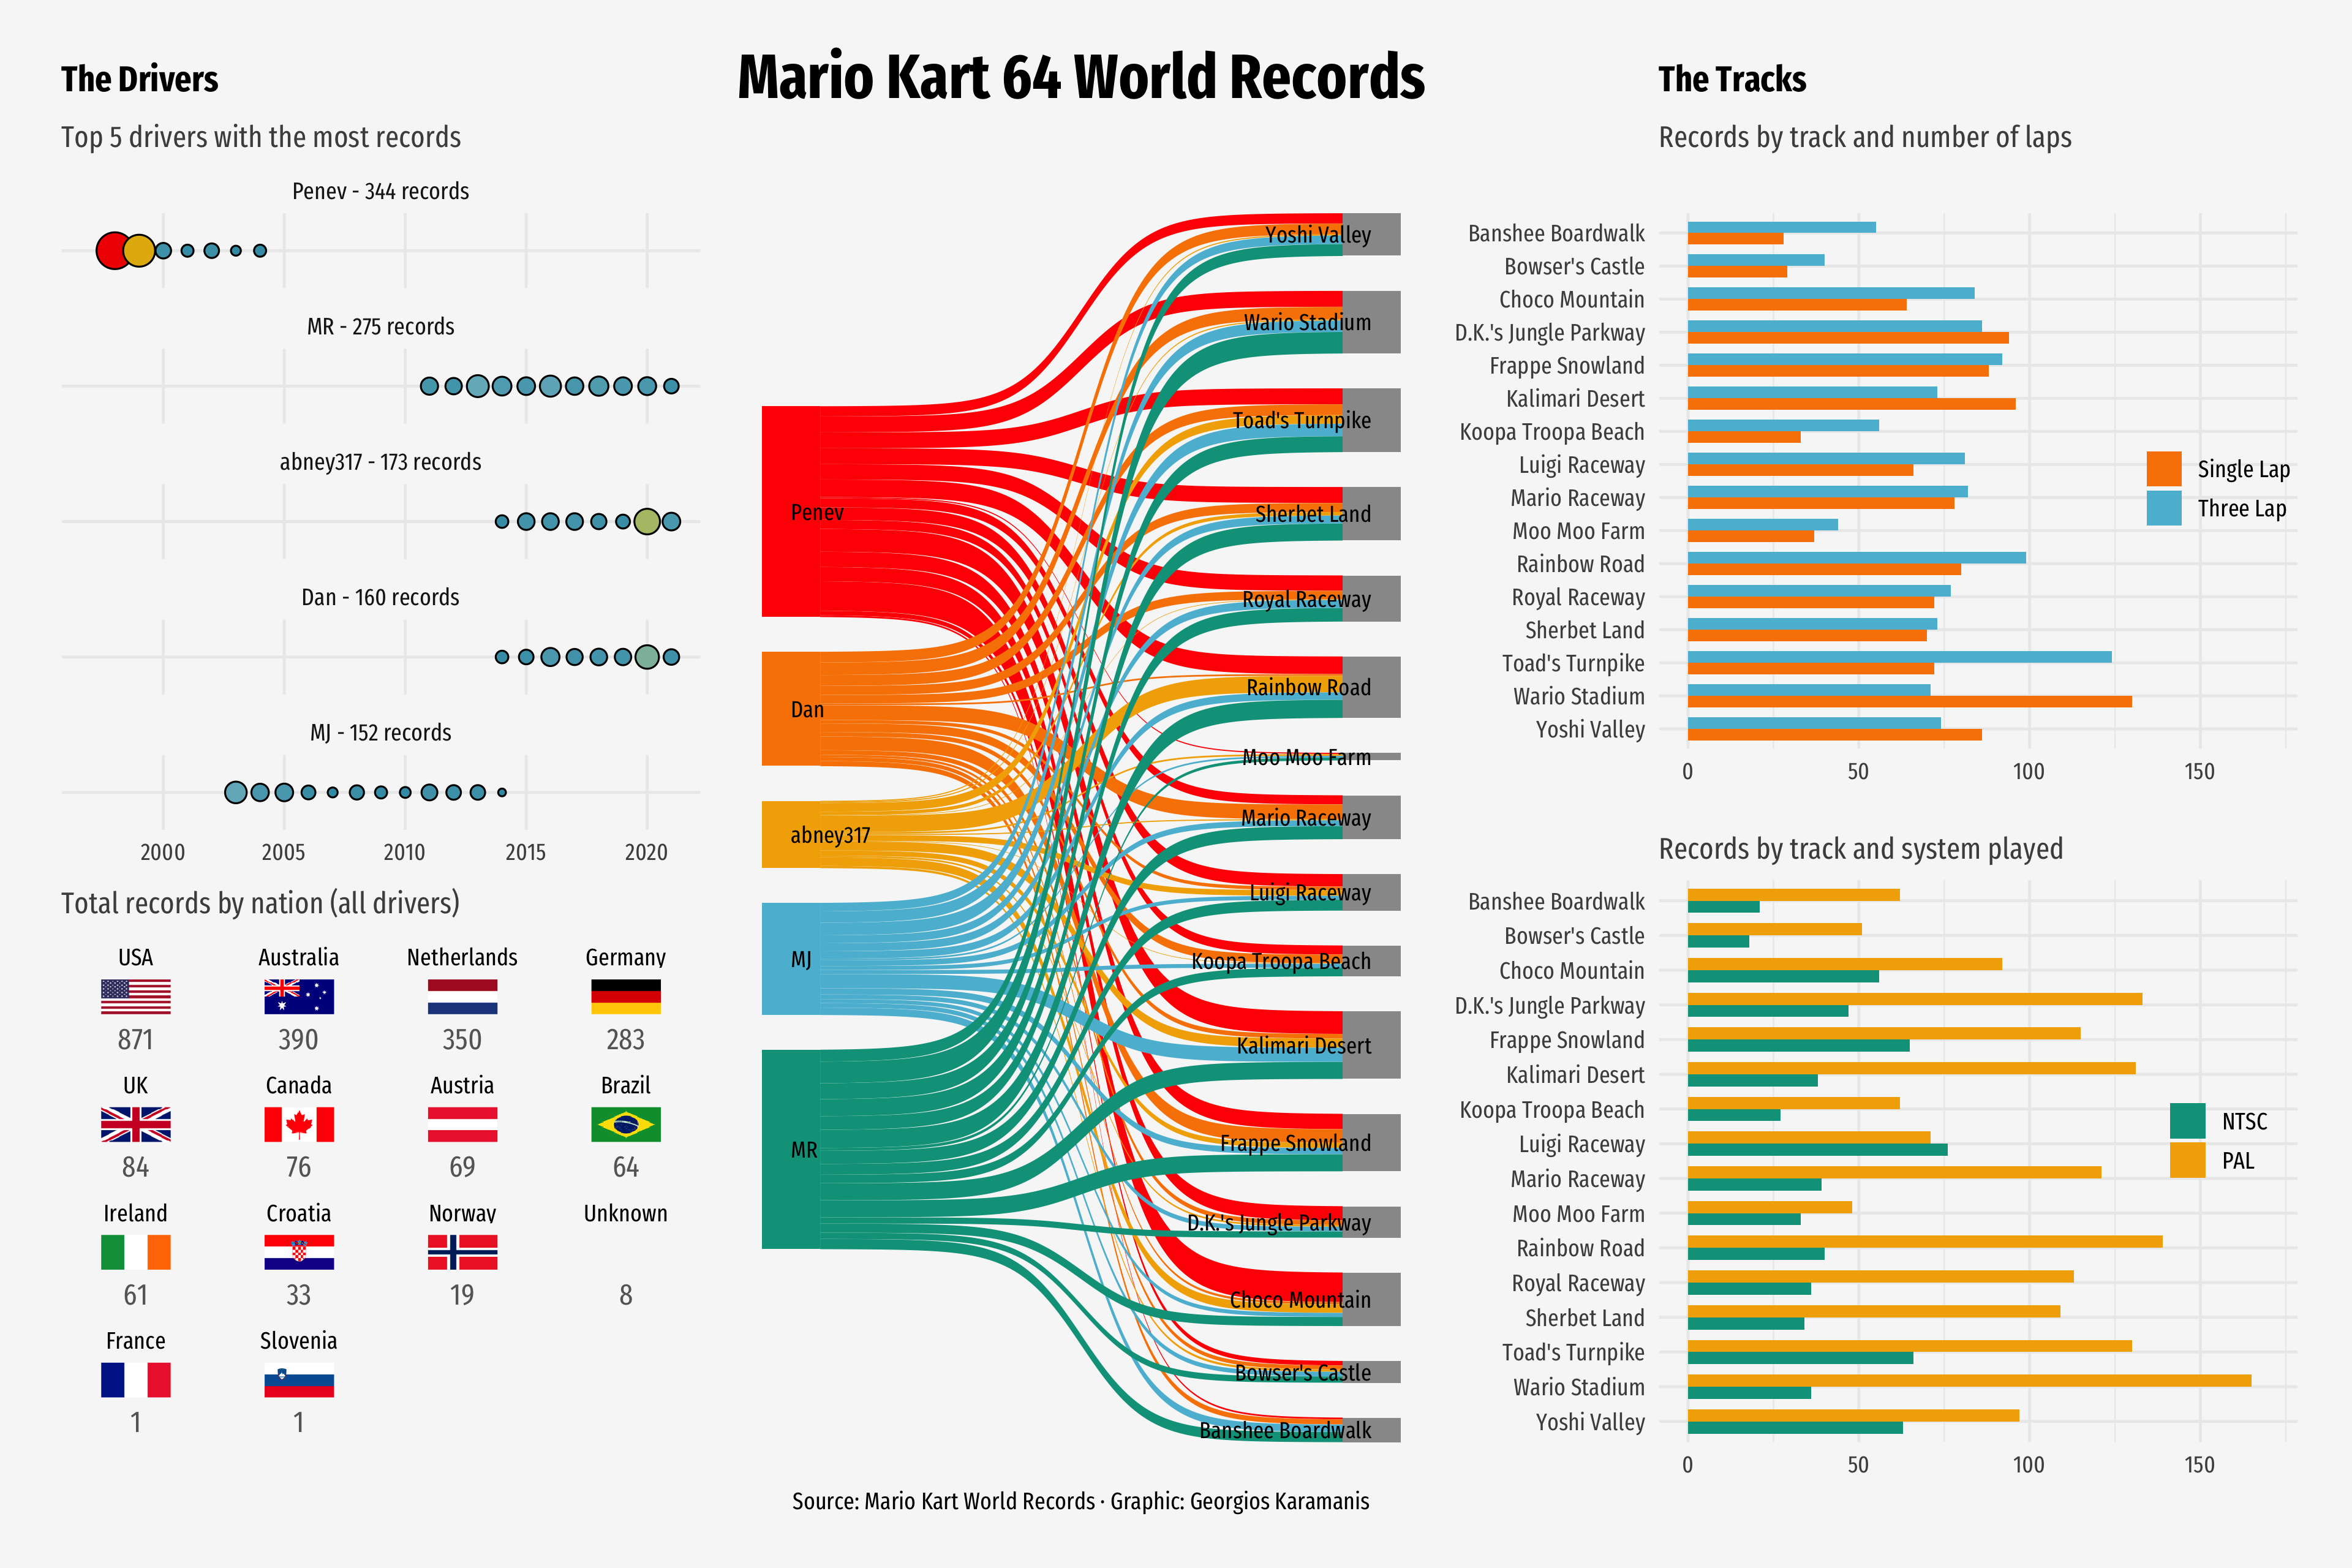 Mario Kart 64 World Records
The Drivers
Top 5 drivers with the most records
Penev - 344 records
MR - 275 records
abney317 - 173 records
Dan - 160 records
MJ - 152 records
2000 2005 2010 2015 2020
Total records by nation (all drivers)
USA Australia Netherlands Germany
871 390 350 283
UK Canada Austria Brazil
84 76 69 64
Ireland Croatia Norway Unknown
61 33 19 8
France Slovenia
1 1
Penev
Dan
abney317
MJ
MR
Yoshi Valley
Wario Stadium
Toad's Turnpike
Sherbet Land
Royal Raceway
Rainbow Road
Moo Moo Farm
Mario Raceway
Luigi Raceway
Koopa Troopa Beach
Kalimari Desert
Frappe Snowland
D.K.'s Jungle Parkway
Choco Mountain
Bowser's Castle
Banshee Boardwalk
The Tracks
Records by track and number of laps
Banshee Boardwalk
Bowser's Castle
Choco Mountain
D.K.'s Jungle Parkway
Frappe Snowland
Kalimari Desert
Koopa Troopa Beach
Luigi Raceway
Mario Raceway
Moo Moo Farm
Rainbow Road
Royal Raceway
Sherbet Land
Toad's Turnpike
Wario Stadium
Yoshi Valley
0 50 100 150
Single Lap
Three Lap
Records by track and system played
Banshee Boardwalk
Bowser's Castle
Choco Mountain
D.K.'s Jungle Parkway
Frappe Snowland
Kalimari Desert
Koopa Troopa Beach
Luigi Raceway
Mario Raceway
Moo Moo Farm
Rainbow Road
Royal Raceway
Sherbet Land
Toad's Turnpike
Wario Stadium
Yoshi Valley
0 50 100 150
NTSC
PAL
Source: Mario Kart World Records · Graphic: Georgios Karamanis